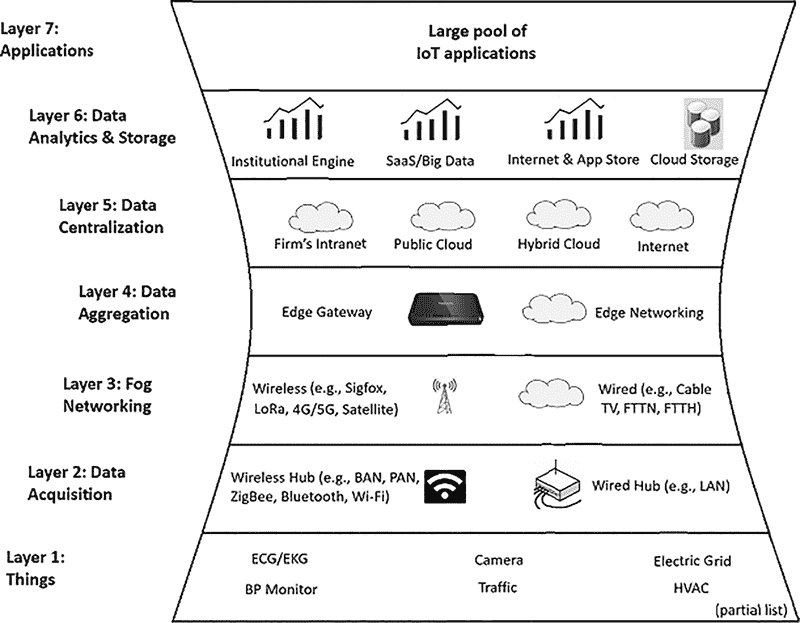 Layer 7:
Applications
Large pool of
IoT applications
Layer 6: Data
Analytics & Storage
Institutional Engine
SaaS/Big Data
Internet & App Store
Cloud Storage
Layer 5: Data
Centralization
Firm's Intranet
Public Cloud
Hybrid Cloud
Internet
Layer 4: Data
Aggregation
Edge Gateway
Edge Networking
Layer 3: Fog
Networking
Wireless (e.g., Sigfox,
LoRa, 4G/5G, Satellite)
Wired (e.g., Cable
TV, FTTN, FTTH)
Layer 2: Data
Acquisition
Wireless Hub (e.g., BAN, PAN,
ZigBee, Bluetooth, Wi-Fi)
Wired Hub (e.g., LAN)
Layer 1:
Things
ECG/EKG
Camera
Electric Grid
BP Monitor
Traffic
HVAC
(partial list)